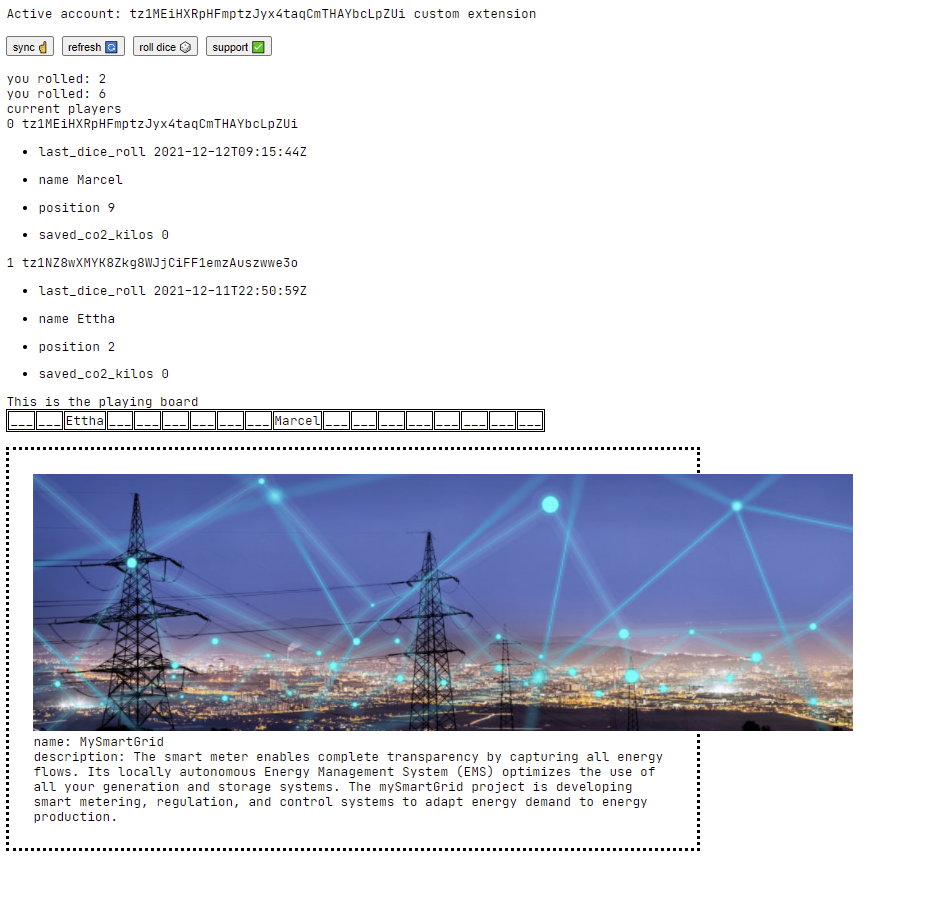 Active account: tz1MEiHXRpHFmptzJyx4taqCmTHAYbcLpZUi custom extension
sync refresh roll dice support
you rolled: 2
you rolled: 6
current players
0 tz1MEiHXRpHFmptzJyx4taqCmTHAYbcLpZUi
• last_dice_roll 2021-12-12T09:15:44Z
• name Marcel
• position 9
• saved_co2_kilos 0
1 tz1NZ8wXMYK8Zkg8WJjCiFF1emzAuszwwe3o
• last_dice_roll 2021-12-11T22:50:59Z
• name Ettha
• position 2
• saved_co2_kilos 0
This is the playing board
___ ___ Ettha ___ ___ ___ ___ ___ ___ Marcel ___ ___ ___ ___ ___ ___ ___ ___
name: MySmartGrid
description: The smart meter enables complete transparency by capturing all energy
flows. Its locally autonomous Energy Management System (EMS) optimizes the use of
all your generation and storage systems. The mySmartGrid project is developing
smart metering, regulation, and control systems to adapt energy demand to energy
production.